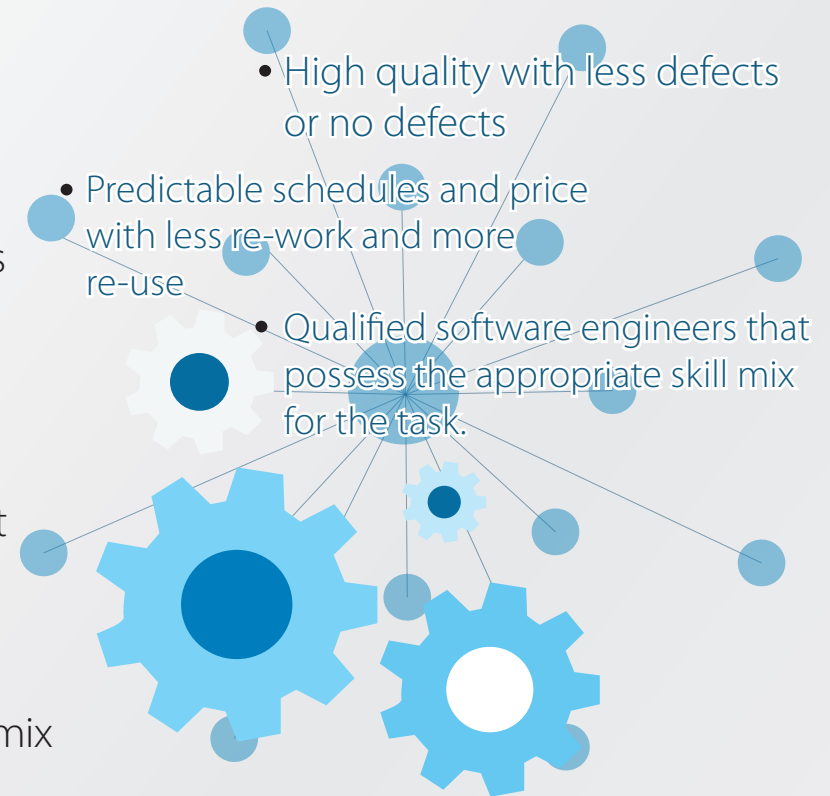 • High quality with less defects
or no defects
• Predictable schedules and price
with less re-work and more
re-use
s
• Qualified software engineers that
possess the appropriate skill mix
for the task.
t
mix